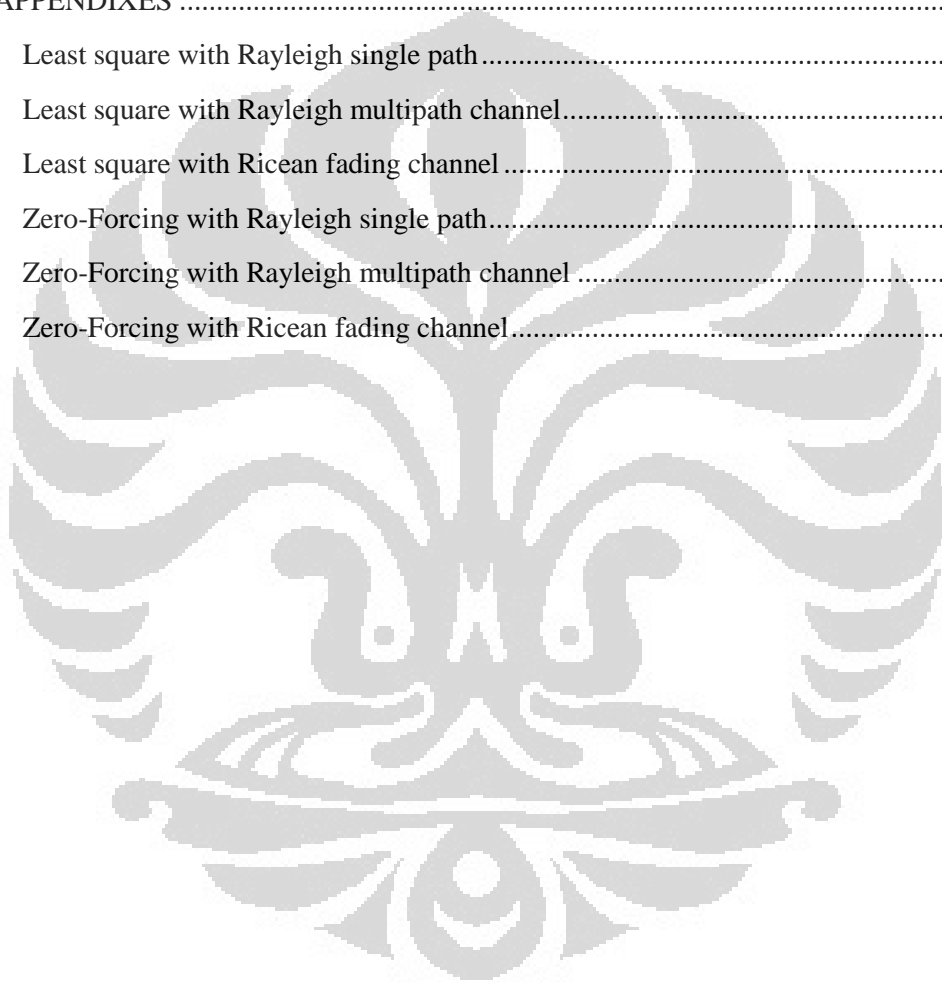 APPENDIXES ..........................................................................................................
Least square with Rayleigh single path..........................................................................
Least square with Rayleigh multipath channel.............................................................
Least square with Ricean fading channel ......................................................................
Zero-Forcing with Rayleigh single path.........................................................................
Zero-Forcing with Rayleigh multipath channel ...........................................................
Zero-Forcing with Ricean fading channel.....................................................................